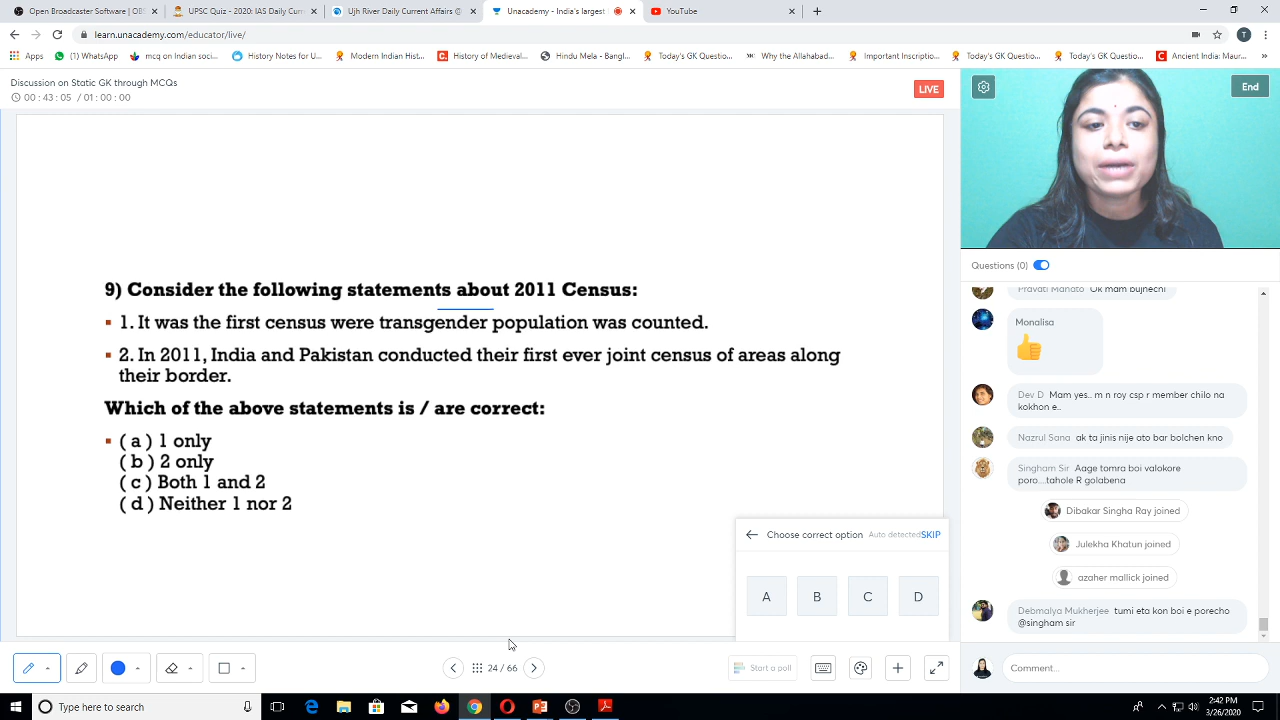 Open Broadcaster Software | OBS
UPSC Quiz - 2020: IAS Daily Curr
Ujh River Daily Current Affairs @
Unacademy - India's largest
YouTube
learn.unacademy.com/educator/live/
Apps
(1) WhatsApp
mcq on indian soci...
History Notes for U...
Modern Indian Hist...
History of Medieval...
Hindu Mela - Bangl...
Today's GK Questio...
Why the Allahabad...
Important Inscriptio...
Today's GK Questio...
Today's GK Questio...
Ancient India: Maur...
Discussion on Static GK through MCQs
00 : 43 : 05 / 01 : 00 : 00
LIVE
End
9) Consider the following statements about 2011 Census:
1. It was the first census were transgender population was counted.
2. In 2011, India and Pakistan conducted their first ever joint census of areas along
their border.
Which of the above statements is / are correct:
( a ) 1 only
( b ) 2 only
( c ) Both 1 and 2
( d ) Neither 1 nor 2
Choose correct option Auto detected SKIP
A B C D
24 / 66
Start a poll
Questions (0)
Pravati Mahato Ok mam bujhechi
Monalisa
Dev D Mam yes.. m n roy csp r member chilo na
kokhon e..
Nazrul Sana ak ta jinis nije ato bar bolchen kno
Singham Sir Aage tomra boi valokore
poro....tahole R golabena
Dibakar Singha Ray joined
Julekha Khatun joined
azaher mallick joined
Debmalya Mukherjee tumi eta kon boi e porecho
@singham sir
Comment...
Type here to search
2:42 PM
3/26/2020